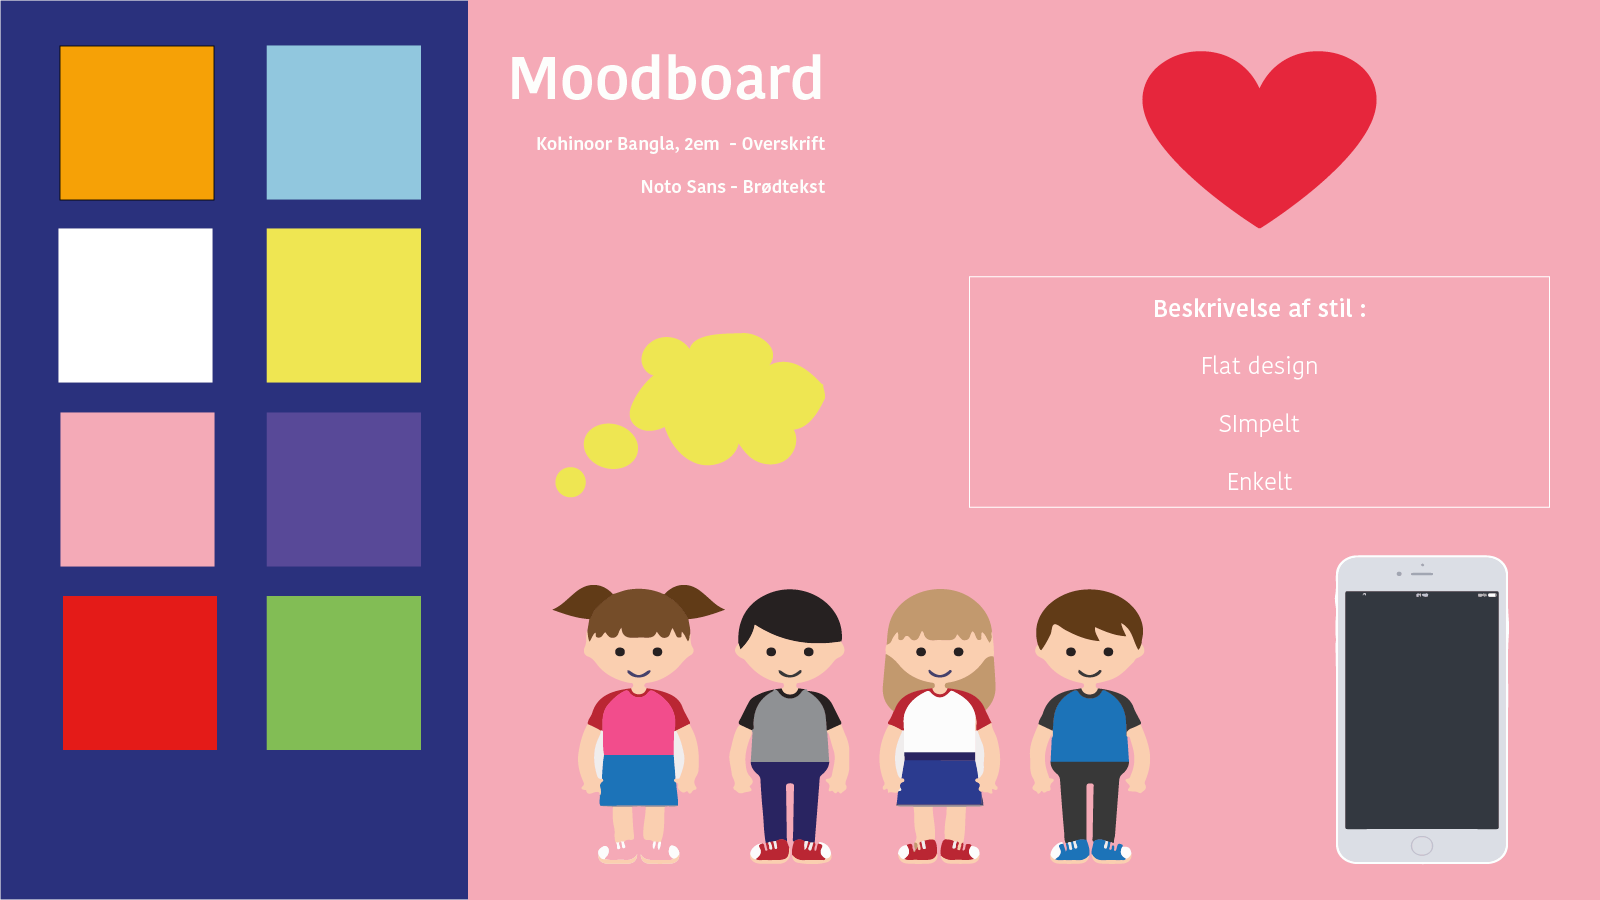 Moodboard
Kohinoor Bangla, 2em - Overskrift
Noto Sans - Brødtekst
Beskrivelse af stil :
Flat design
SImpelt
Enkelt